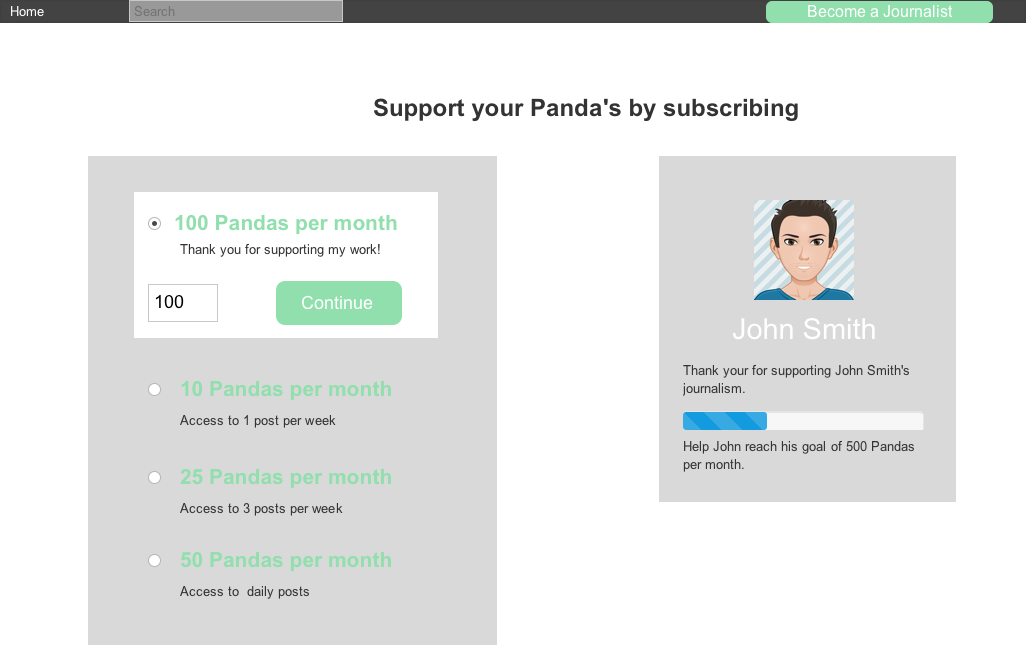 Home
Search
Become a Journalist
Support your Panda's by subscribing
100 Pandas per month
Thank you for supporting my work!
100
Continue
10 Pandas per month
Access to 1 post per week
25 Pandas per month
Access to 3 posts per week
50 Pandas per month
Access to  daily posts
John Smith
Thank your for supporting John Smith's
journalism.
Help John reach his goal of 500 Pandas
per month.